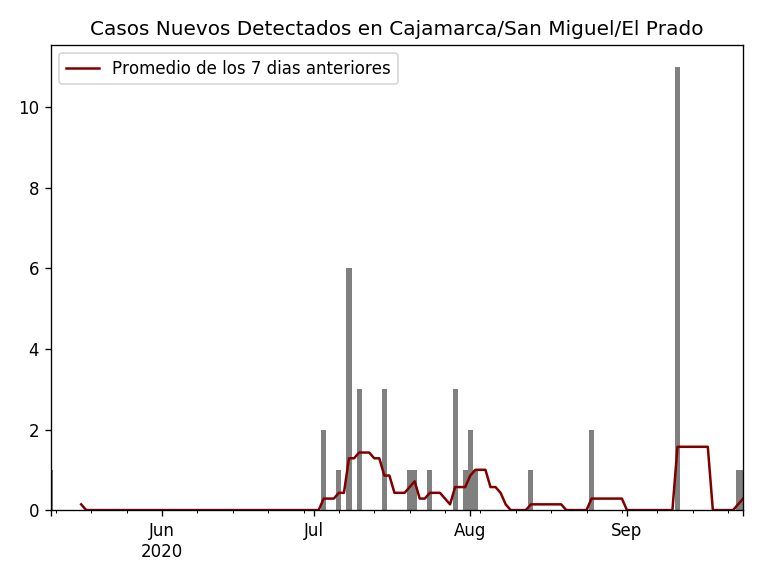 Casos Nuevos Detectados en Cajamarca/San Miguel/El Prado
Promedio de los 7 dias anteriores
10
8
6
4
2
0
Jun Jul Aug Sep
2020